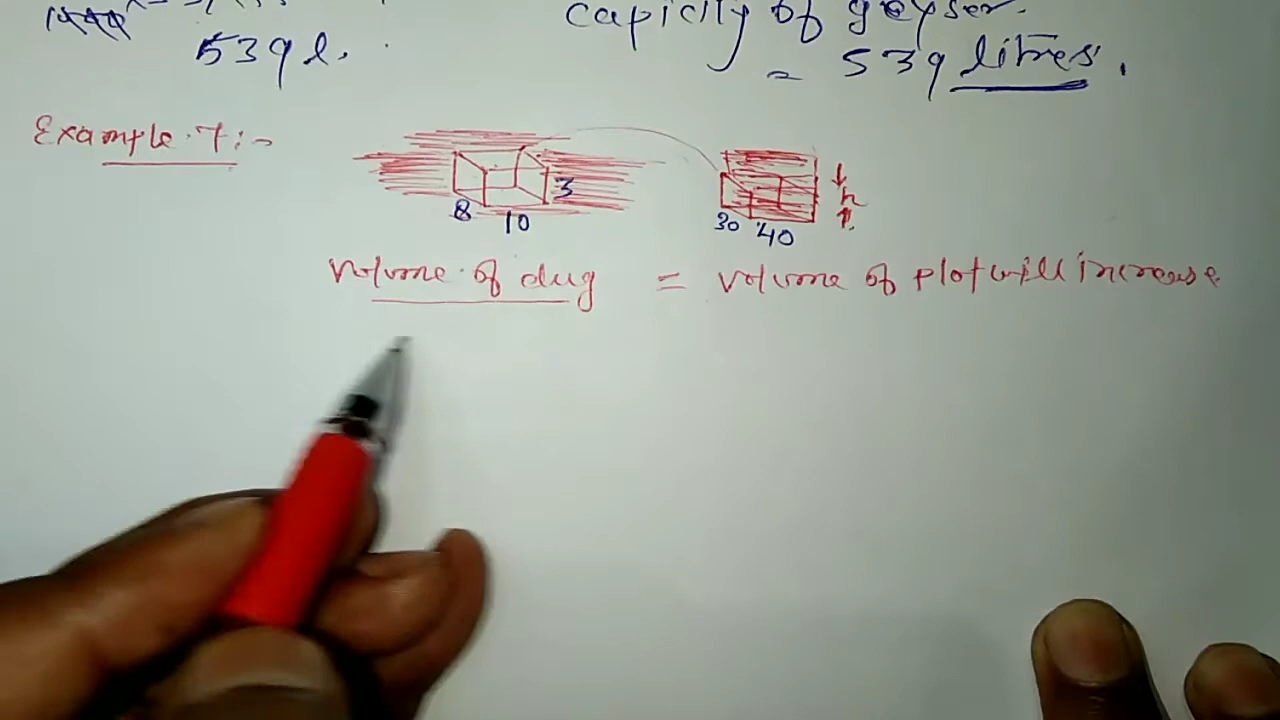 539 l.
capicity of geyser.
= 539 litres.
Example 7:-
8 10 3
30 40 h
volume of dug = volume of plot will increase